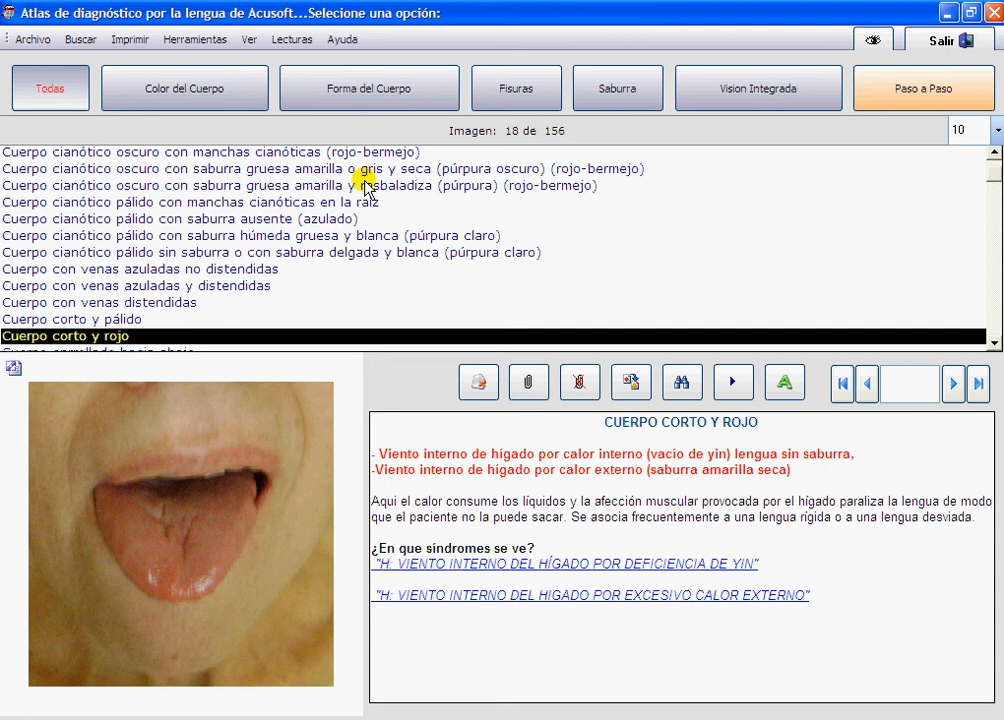 Atlas de diagnóstico por la lengua de Acusoft...Selecione una opción:
Archivo Buscar Imprimir Herramientas Ver Lecturas Ayuda Salir
Todas Color del Cuerpo Forma del Cuerpo Fisuras Saburra Vision Integrada Paso a Paso
Imagen: 18 de 156 10
Cuerpo cianótico oscuro con manchas cianóticas (rojo-bermejo)
Cuerpo cianótico oscuro con saburra gruesa amarilla o gris y seca (púrpura oscuro) (rojo-bermejo)
Cuerpo cianótico oscuro con saburra gruesa amarilla y resbaladiza (púrpura) (rojo-bermejo)
Cuerpo cianótico pálido con manchas cianóticas en la raíz
Cuerpo cianótico pálido con saburra ausente (azulado)
Cuerpo cianótico pálido con saburra húmeda gruesa y blanca (púrpura claro)
Cuerpo cianótico pálido sin saburra o con saburra delgada y blanca (púrpura claro)
Cuerpo con venas azuladas no distendidas
Cuerpo con venas azuladas y distendidas
Cuerpo con venas distendidas
Cuerpo corto y pálido
Cuerpo corto y rojo
A
CUERPO CORTO Y ROJO
- Viento interno de hígado por calor interno (vacio de yin) lengua sin saburra,
-Viento interno de hígado por calor externo (saburra amarilla seca)
Aqui el calor consume los líquidos y la afección muscular provocada por el hígado paraliza la lengua de modo
que el paciente no la puede sacar. Se asocia frecuentemente a una lengua rígida o a una lengua desviada.
¿En que síndromes se ve?
"H: VIENTO INTERNO DEL HÍGADO POR DEFICIENCIA DE YIN"
"H: VIENTO INTERNO DEL HIGADO POR EXCESIVO CALOR EXTERNO"